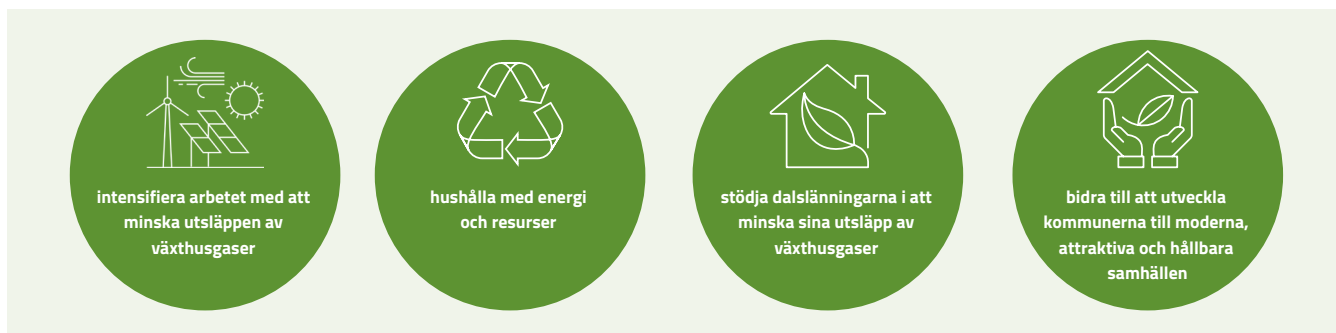 intensifiera arbetet med att
minska utsläppen av
växthusgaser
hushålla med energi
och resurser
stödja dalslänningarna i att
minska sina utsläpp av
växthusgaser
bidra till att utveckla
kommunerna till moderna,
attraktiva och hållbara
samhällen